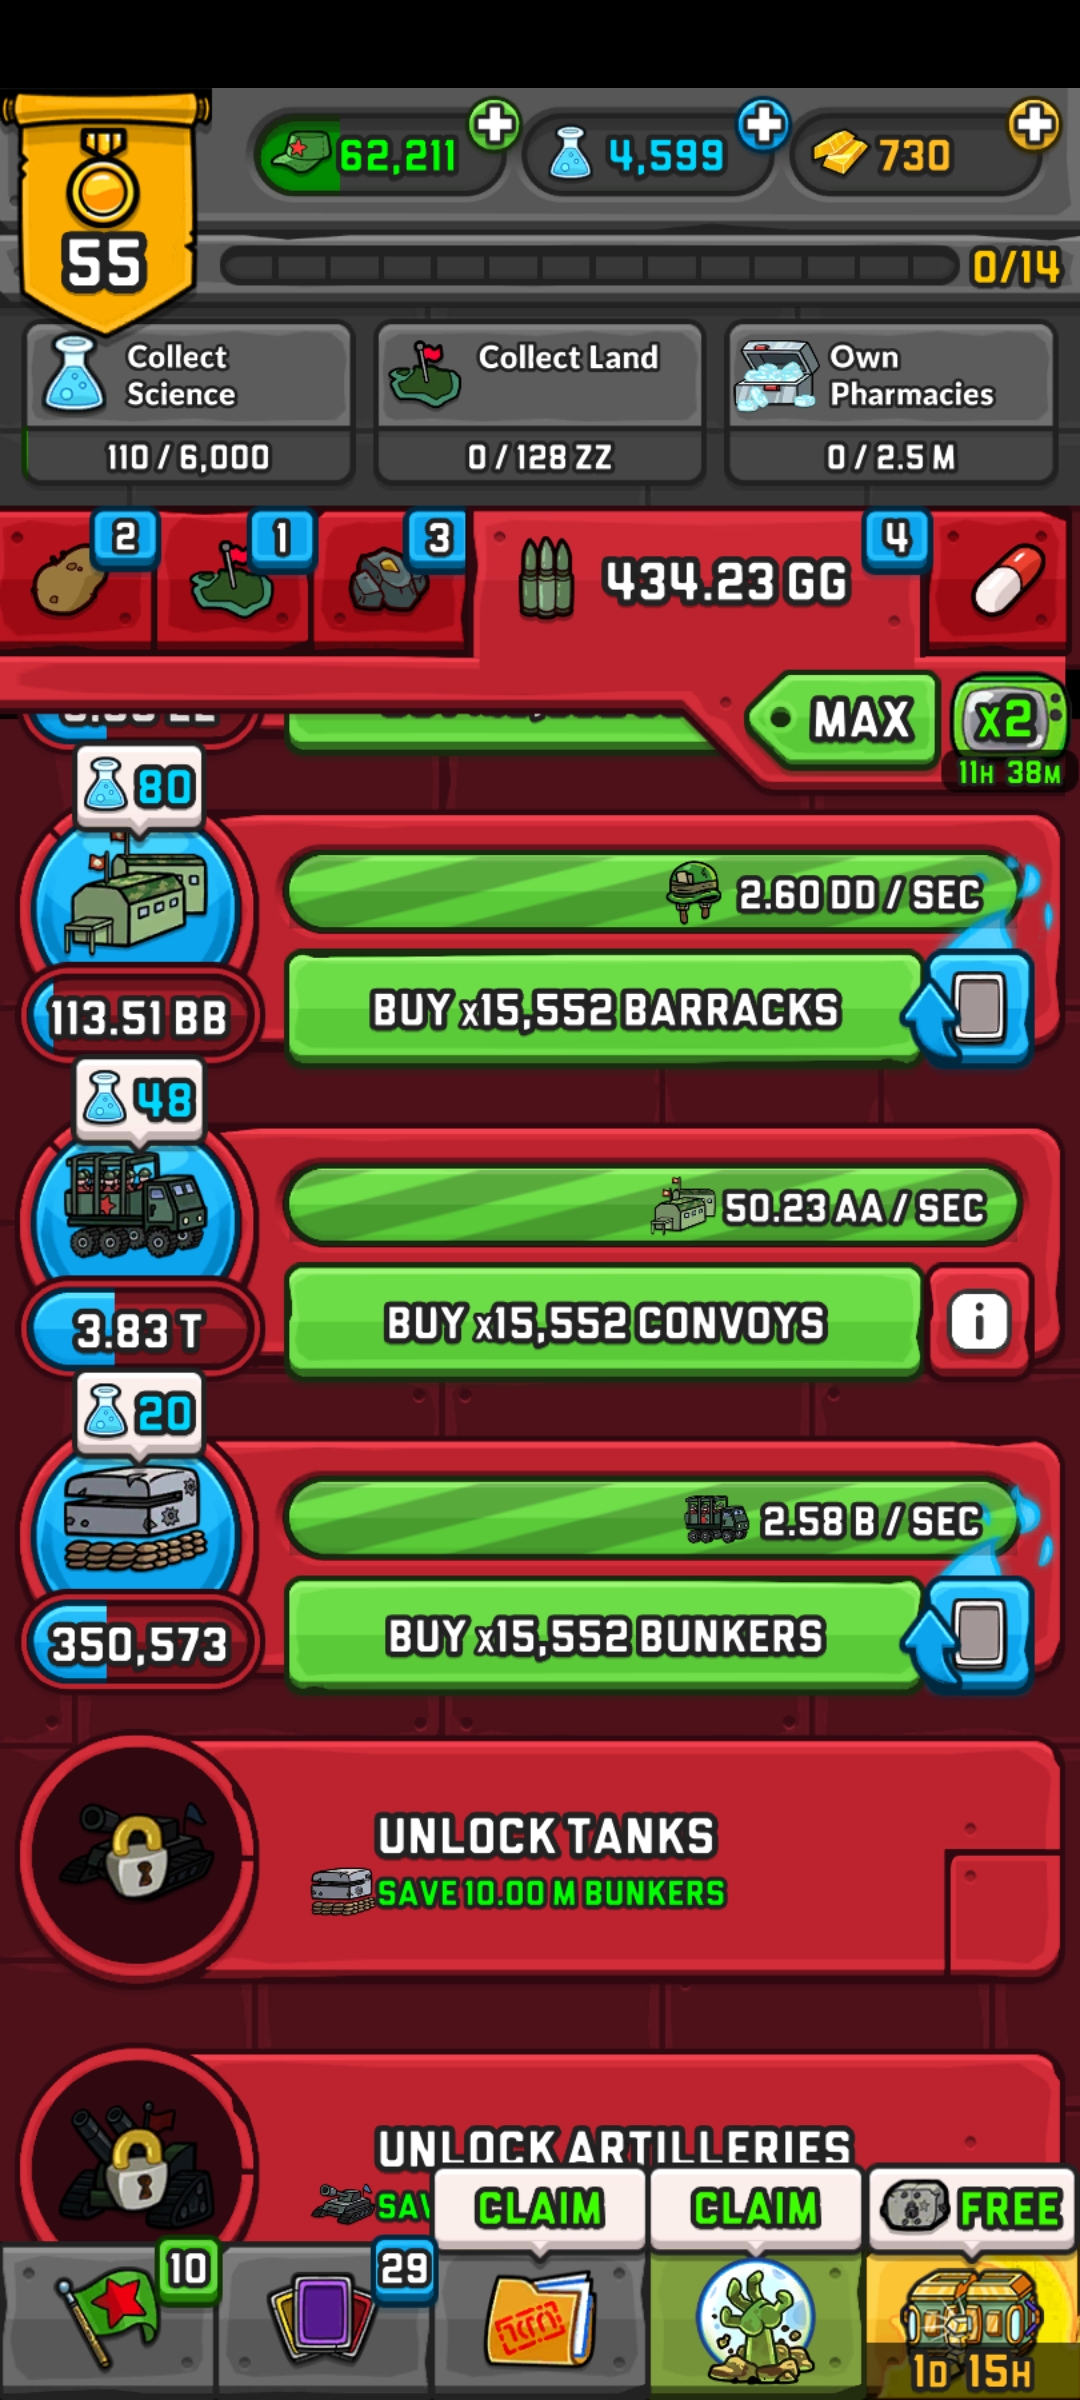 55
62,211
4,599
730
0/14
Collect
Science
110 / 6,000
Collect Land
0 / 128 ZZ
Own
Pharmacies
0 / 2.5 M
2
1
3
434.23 GG
4
MAX
x2
11H 38M
80
2.60 DD / SEC
113.51 BB
BUY x15,552 BARRACKS
48
50.23 AA / SEC
3.83 T
BUY x15,552 CONVOYS
i
20
2.58 B / SEC
350,573
BUY x15,552 BUNKERS
UNLOCK TANKS
SAVE 10.00 M BUNKERS
UNLOCK ARTILLERIES
CLAIM
CLAIM
FREE
10
29
1D 15H